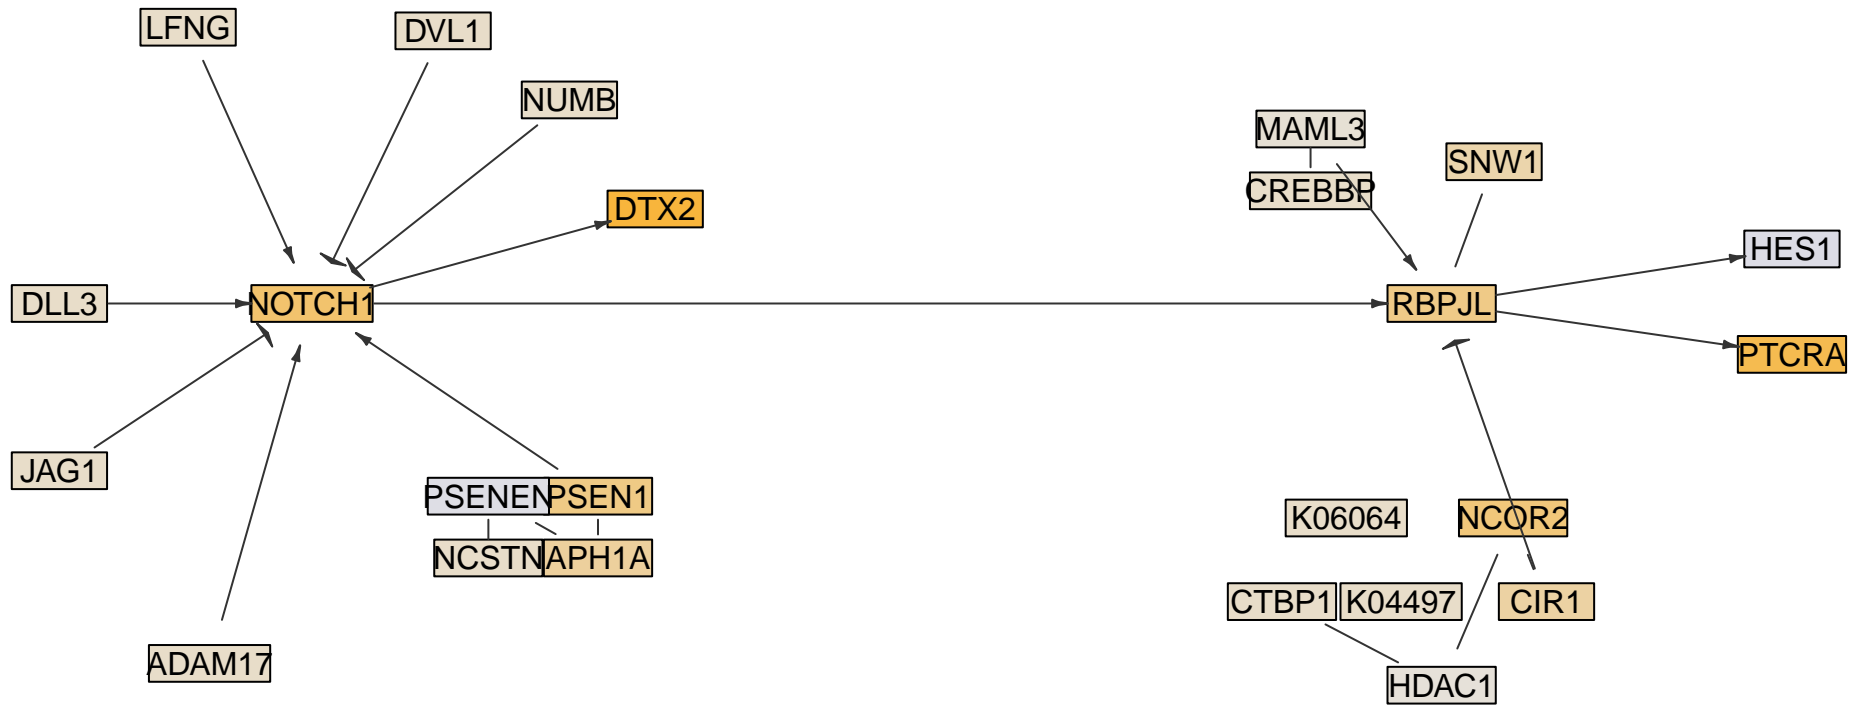 LFNG
DVL1
NUMB
MAML3
SNW1
CREBBP
DTX2
HES1
DLL3
NOTCH1
RBPJL
PTCRA
JAG1
PSENEN
PSEN1
K06064
NCOR2
NCSTN
APH1A
CTBP1
K04497
CIR1
ADAM17
HDAC1